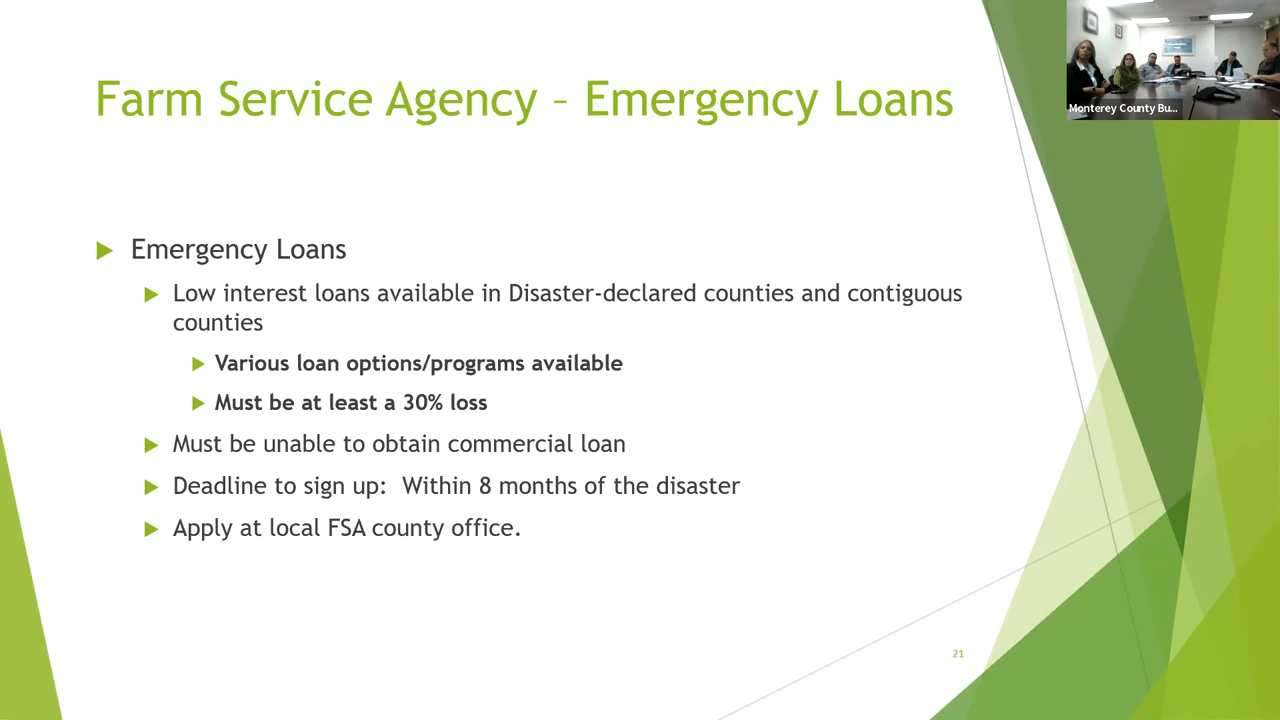 Farm Service Agency – Emergency Loans
Monterey County Bu...
Emergency Loans
Low interest loans available in Disaster-declared counties and contiguous
counties
Various loan options/programs available
Must be at least a 30% loss
Must be unable to obtain commercial loan
Deadline to sign up:  Within 8 months of the disaster
Apply at local FSA county office.
21